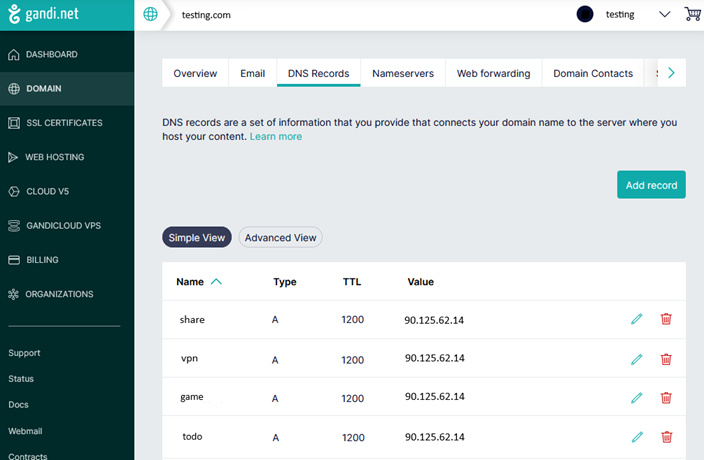 gandi.net
testing.com
testing
DASHBOARD
DOMAIN
SSL CERTIFICATES
WEB HOSTING
CLOUD V5
GANDICLOUD VPS
BILLING
ORGANIZATIONS
Support
Status
Docs
Webmail
Contracts
Overview
Email
DNS Records
Nameservers
Web forwarding
Domain Contacts
DNS records are a set of information that you provide that connects your domain name to the server where you
host your content. Learn more
Add record
Simple View
Advanced View
Name Type TTL Value
share A 1200 90.125.62.14
vpn A 1200 90.125.62.14
game A 1200 90.125.62.14
todo A 1200 90.125.62.14